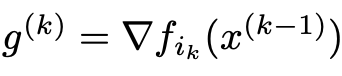 g^{(k)} = ∇f_{i_k}(x^{(k−1)})